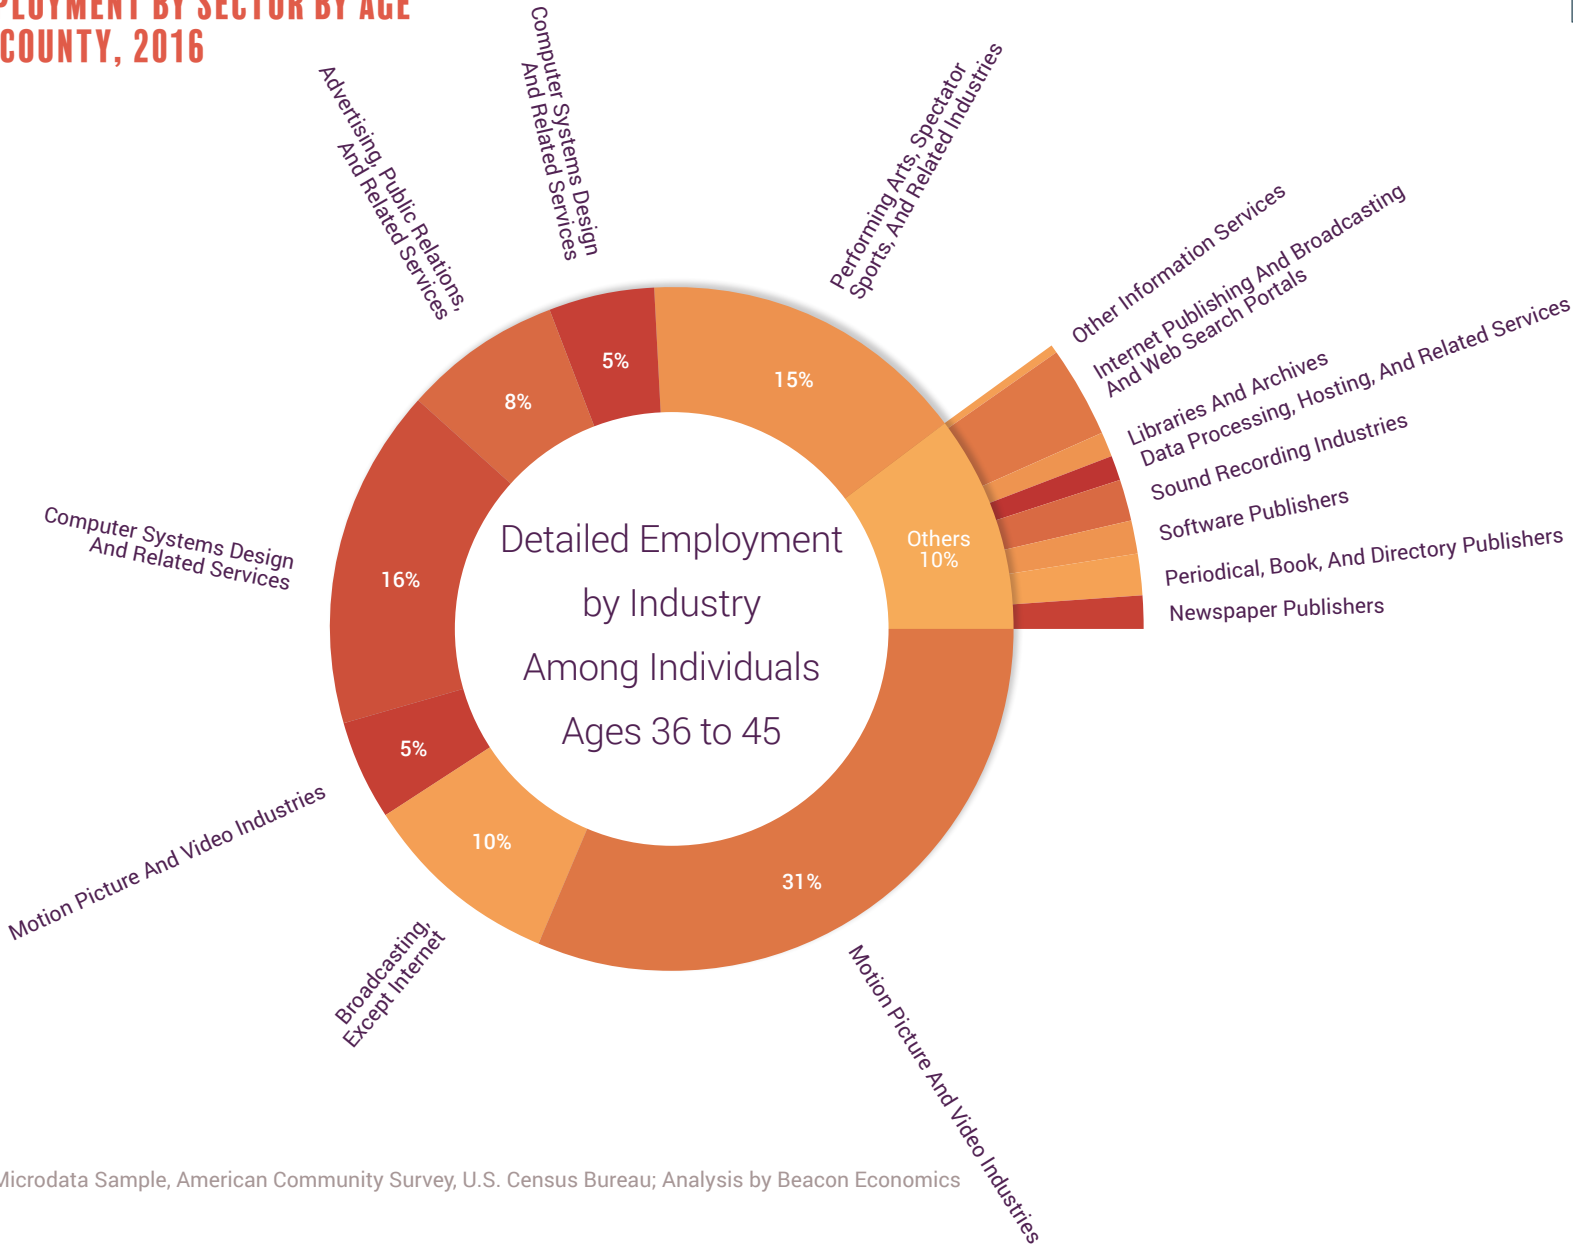 PLOYMENT BY SECTOR BY AGE
COUNTY, 2016
Computer Systems Design
And Related Services
Advertising, Public Relations,
And Related Services
Performing Arts, Spectator
Sports, And Related Industries
Other Information Services
Internet Publishing And Broadcasting
And Web Search Portals
Libraries And Archives
Data Processing, Hosting, And Related Services
Sound Recording Industries
Software Publishers
Periodical, Book, And Directory Publishers
Newspaper Publishers
5%
15%
8%
Others
10%
Computer Systems Design
And Related Services
16%
Detailed Employment
by Industry
Among Individuals
Ages 36 to 45
5%
Motion Picture And Video Industries
10%
31%
Broadcasting,
Except Internet
Motion Picture And Video Industries
Microdata Sample, American Community Survey, U.S. Census Bureau; Analysis by Beacon Economics